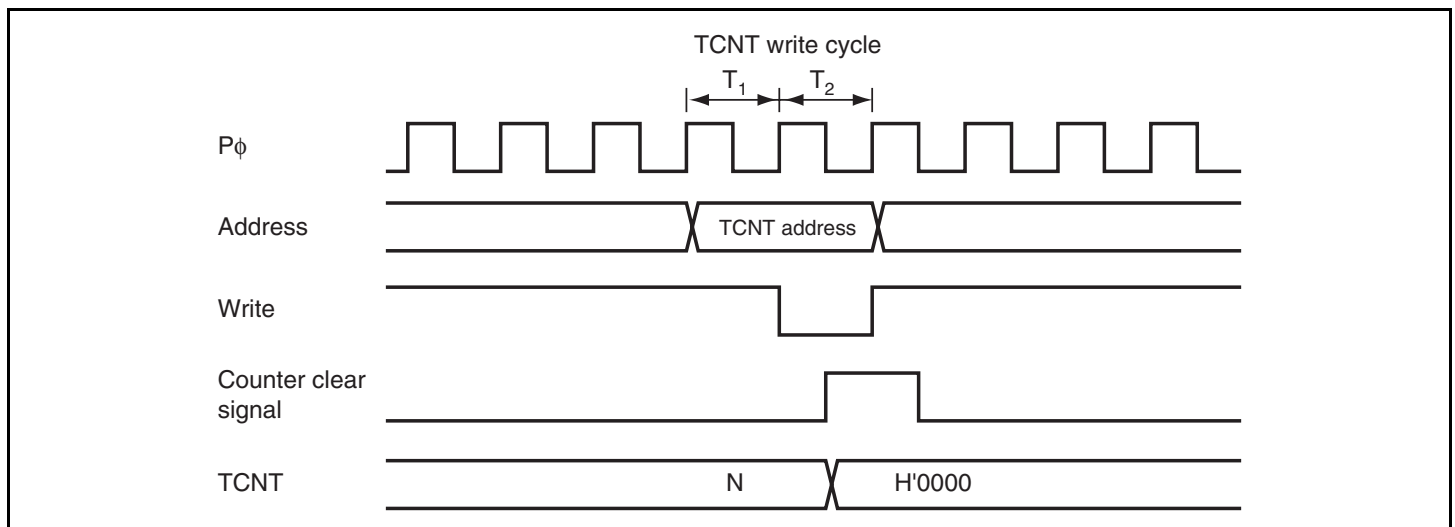 TCNT write cycle
T₁ T₂
Pϕ
Address
TCNT address
Write
Counter clear
signal
TCNT
N
H'0000